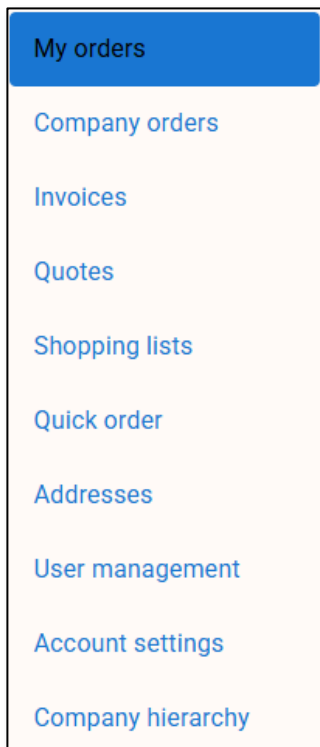 My orders
Company orders
Invoices
Quotes
Shopping lists
Quick order
Addresses
User management
Account settings
Company hierarchy